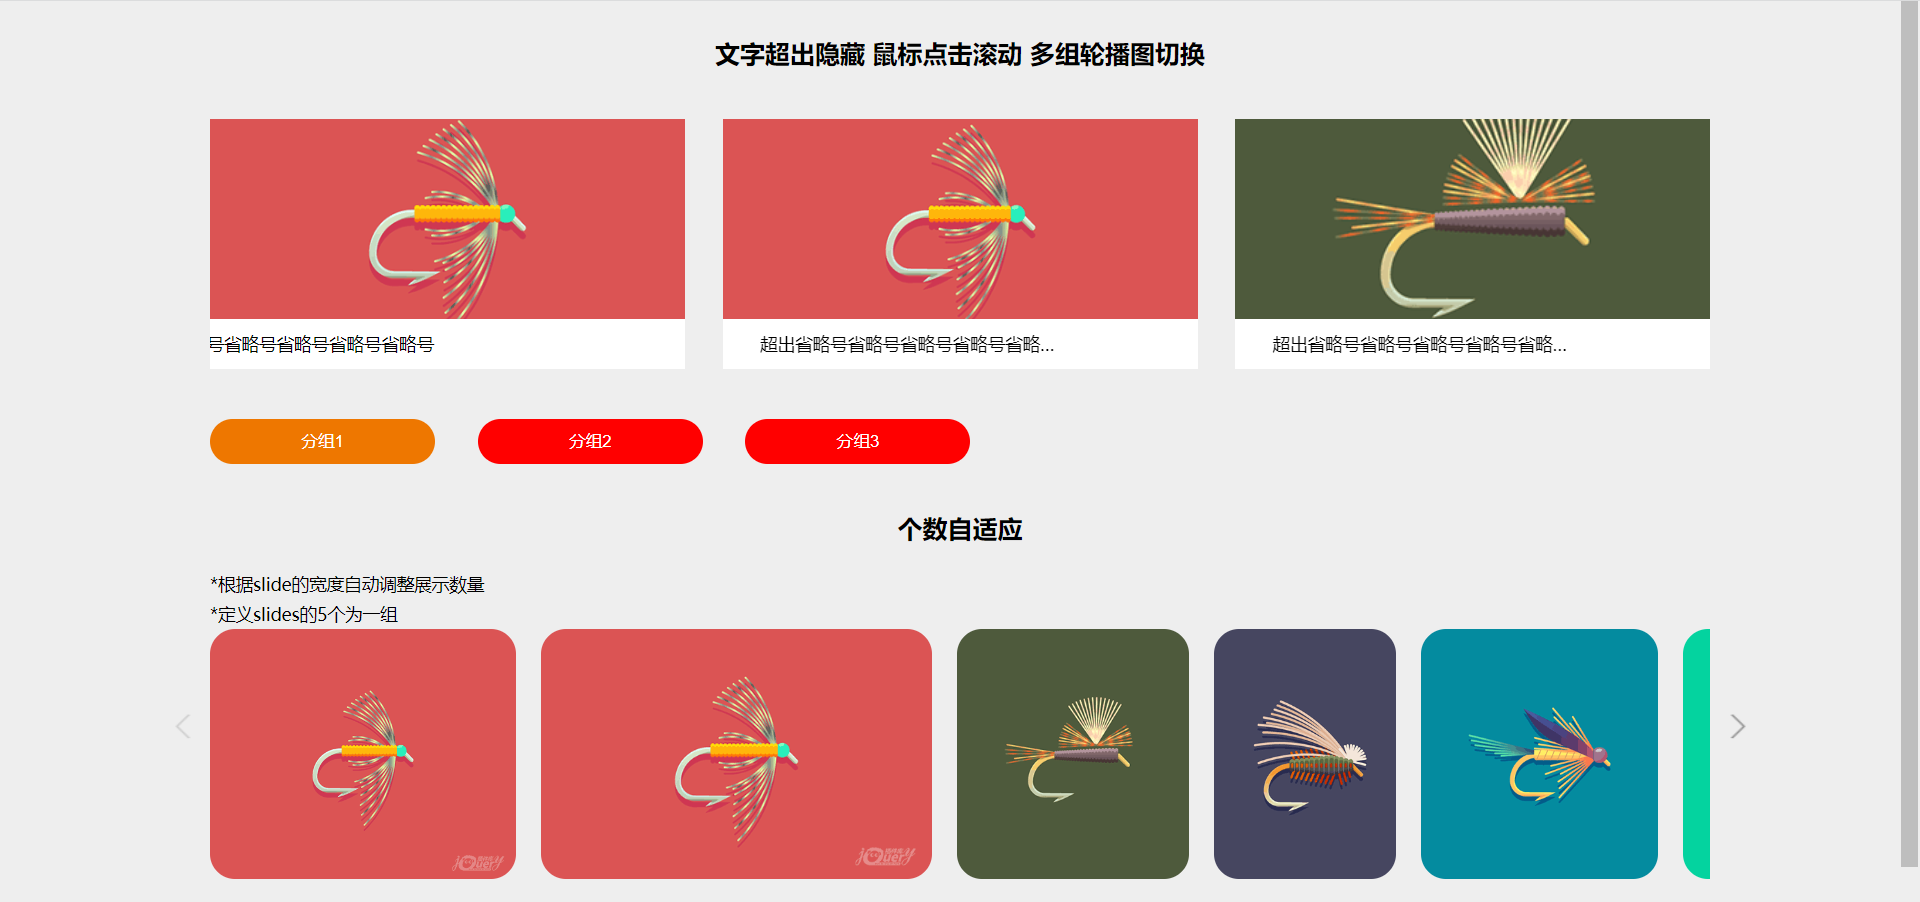 文字超出隐藏 鼠标点击滚动 多组轮播图切换
号省略号省略号省略号省略号
超出省略号省略号省略号省略号省略...
超出省略号省略号省略号省略号省略...
分组1
分组2
分组3
个数自适应
*根据slide的宽度自动调整展示数量
*定义slides的5个为一组
jQuery
jQuery